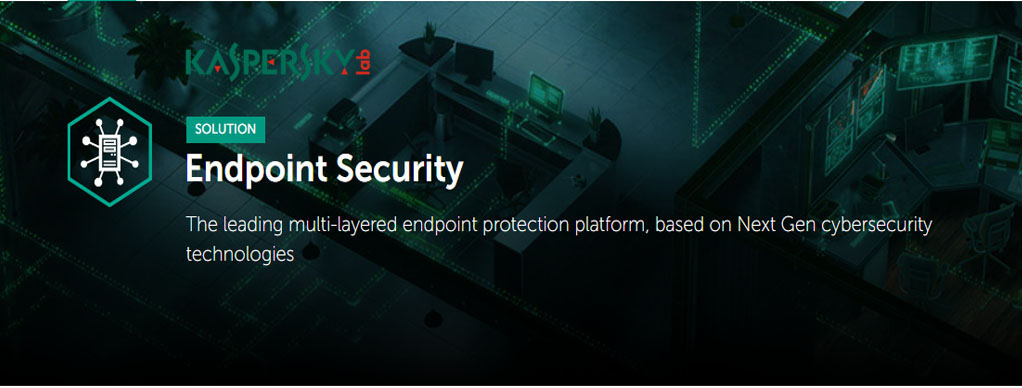 KASPERSKY lab
SOLUTION
Endpoint Security
The leading multi-layered endpoint protection platform, based on Next Gen cybersecurity
technologies